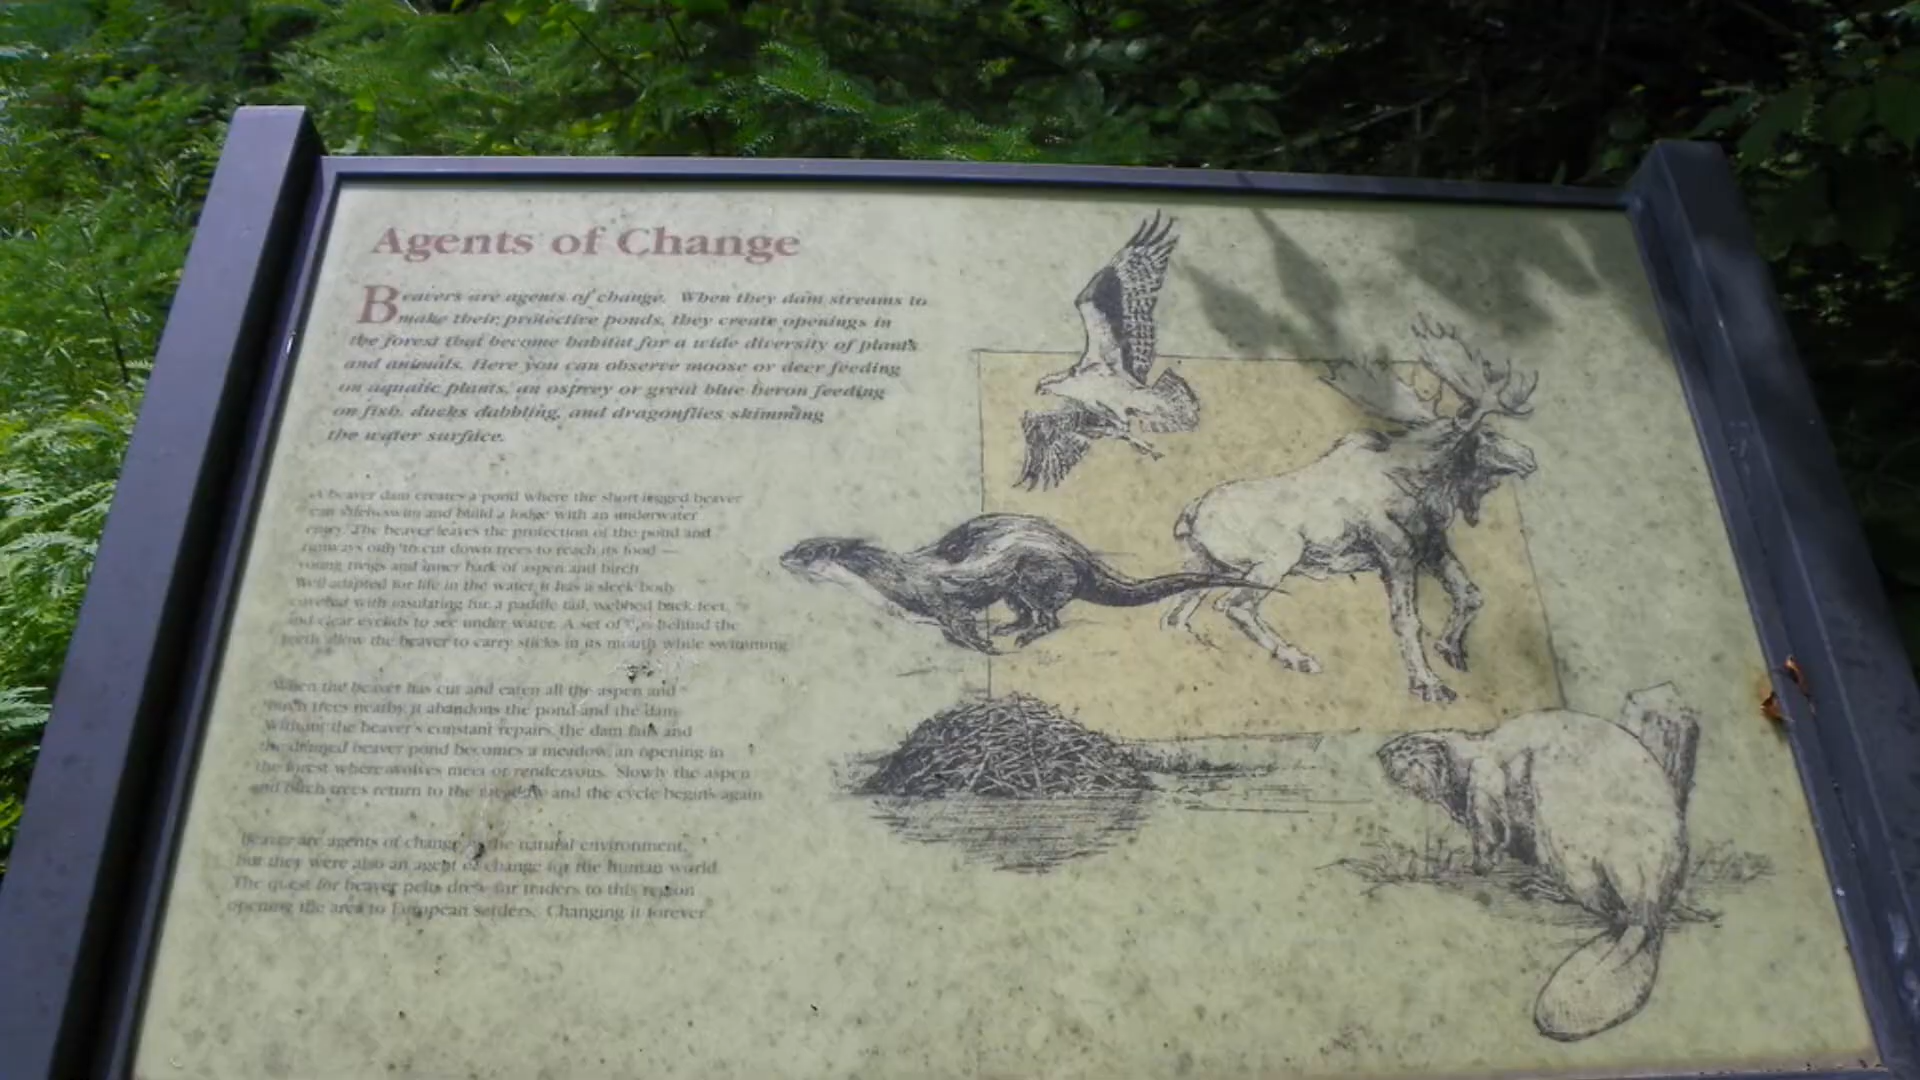 Agents of Change
Beavers are agents of change. When they dam streams to
make their protective ponds, they create openings in
the forest that become habitat for a wide diversity of plants
and animals. Here you can observe moose or deer feeding
on aquatic plants, an osprey or great blue heron feeding
on fish, ducks dabbling, and dragonflies skimming
the water surface.
A beaver dam creates a pond where the short legged beaver
can safely swim and build a lodge with an underwater
entry. The beaver leaves the protection of the pond and
runways only to cut down trees to reach its food —
young twigs and inner bark of aspen and birch.
Well adapted for life in the water, it has a sleek body
covered with insulating fur, a paddle tail, webbed back feet,
and clear eyelids to see under water. A set of lips behind the
teeth allow the beaver to carry sticks in its mouth while swimming.
When the beaver has cut and eaten all the aspen and
birch trees nearby, it abandons the pond and the dam.
Without the beaver's constant repairs, the dam fails and
the drained beaver pond becomes a meadow, an opening in
the forest where wolves meet or rendezvous. Slowly the aspen
and birch trees return to the meadow and the cycle begins again.
Beaver are agents of change in the natural environment,
but they were also an agent of change for the human world.
The quest for beaver pelts drew fur traders to this region
opening the area to European settlers. Changing it forever.